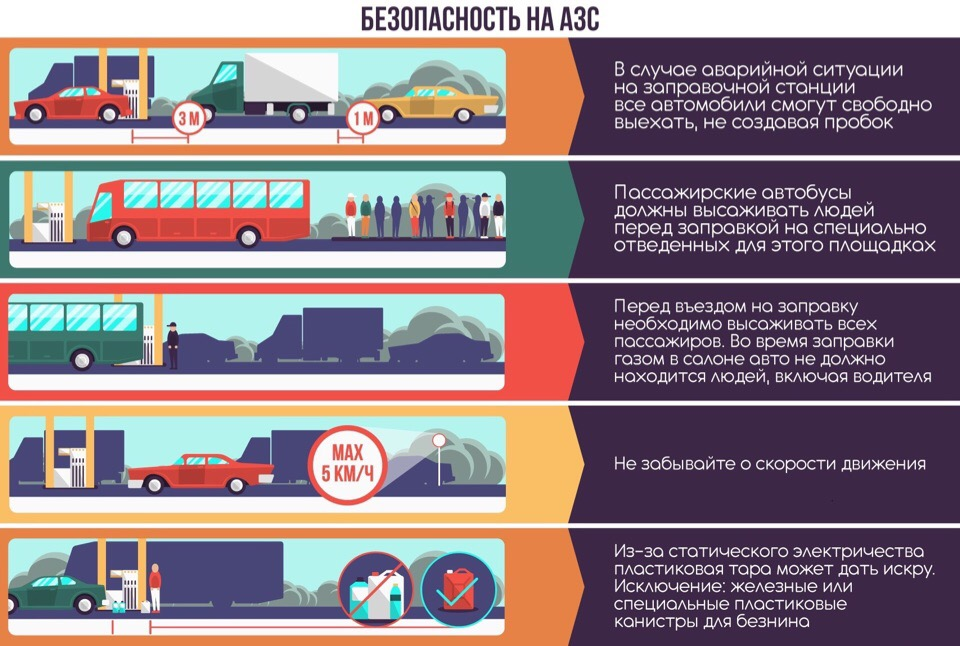 БЕЗОПАСНОСТЬ НА АЗС
3 М
1 М
В случае аварийной ситуации
на заправочной станции
все автомобили смогут свободно
выехать, не создавая пробок
Пассажирские автобусы
должны высаживать людей
перед заправкой на специально
отведенных для этого площадках
Перед въездом на заправку
необходимо высаживать всех
пассажиров. Во время заправки
газом в салоне авто не должно
находится людей, включая водителя
MAX
5 КМ/Ч
Не забывайте о скорости движения
Из-за статического электричества
пластиковая тара может дать искру.
Исключение: железные или
специальные пластиковые
канистры для безнина